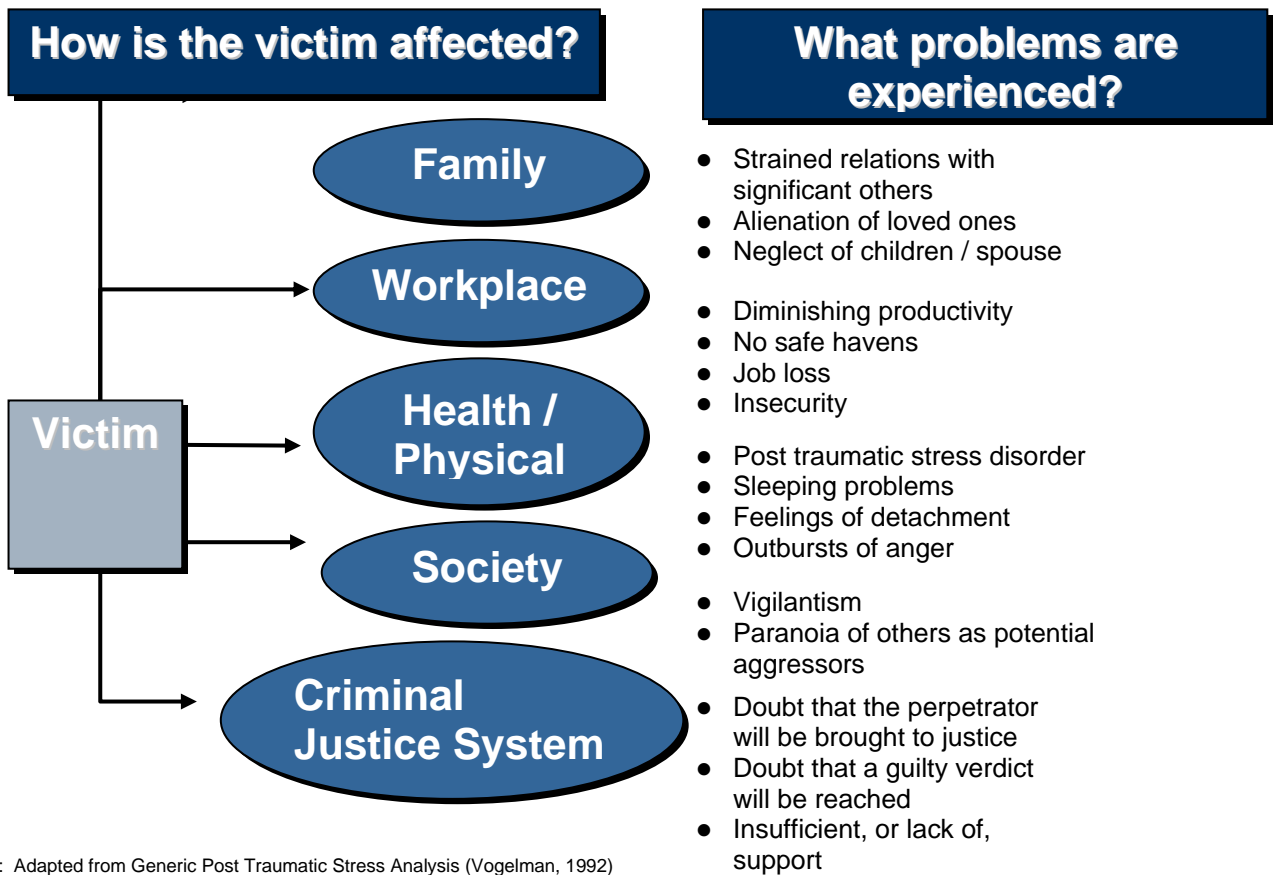 How is the victim affected?
What problems are
experienced?
Family
● Strained relations with
significant others
● Alienation of loved ones
● Neglect of children / spouse
Workplace
● Diminishing productivity
● No safe havens
● Job loss
● Insecurity
Victim
Health /
Physical
● Post traumatic stress disorder
● Sleeping problems
● Feelings of detachment
● Outbursts of anger
Society
● Vigilantism
● Paranoia of others as potential
aggressors
Criminal
Justice System
● Doubt that the perpetrator
will be brought to justice
● Doubt that a guilty verdict
will be reached
● Insufficient, or lack of,
support
: Adapted from Generic Post Traumatic Stress Analysis (Vogelman, 1992)